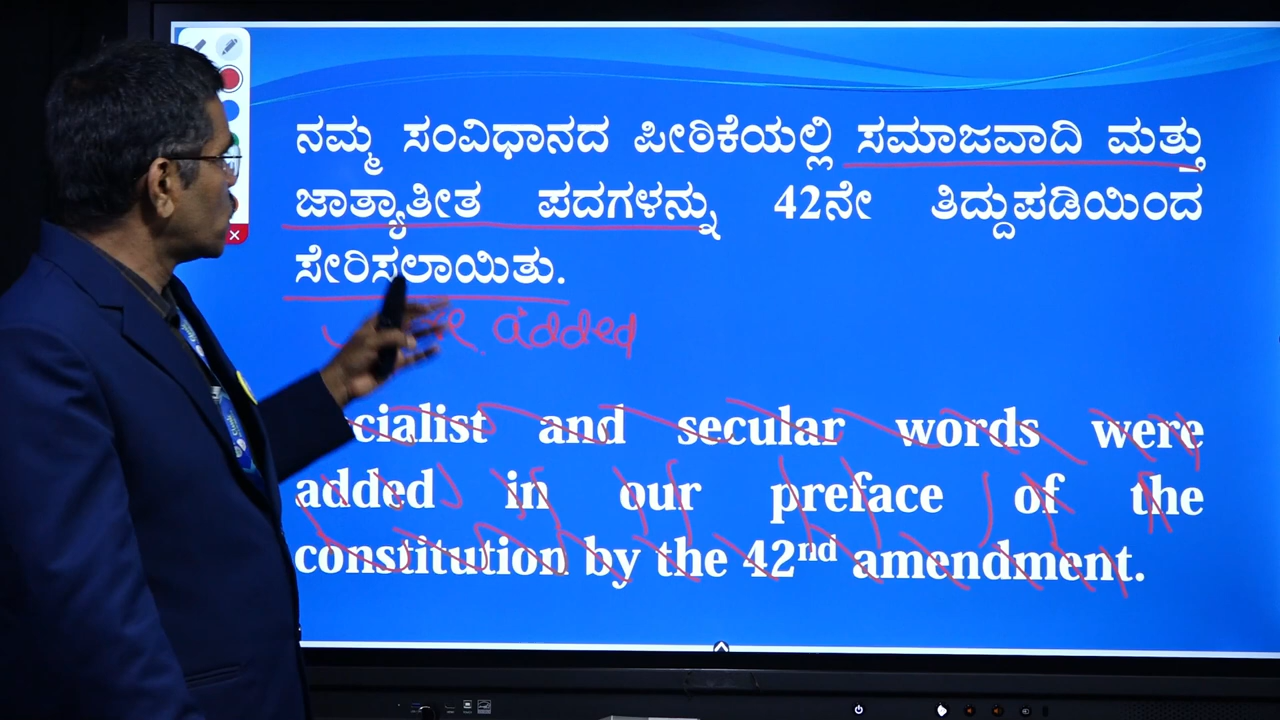 ನಮ್ಮ ಸಂವಿಧಾನದ ಪೀಠಿಕೆಯಲ್ಲಿ ಸಮಾಜವಾದಿ ಮತ್ತು
ಜಾತ್ಯಾತೀತ ಪದಗಳನ್ನು 42ನೇ ತಿದ್ದುಪಡಿಯಿಂದ
ಸೇರಿಸಲಾಯಿತು.
added
and secular words were
added in our preface of the
constitution by the 42nd amendment.